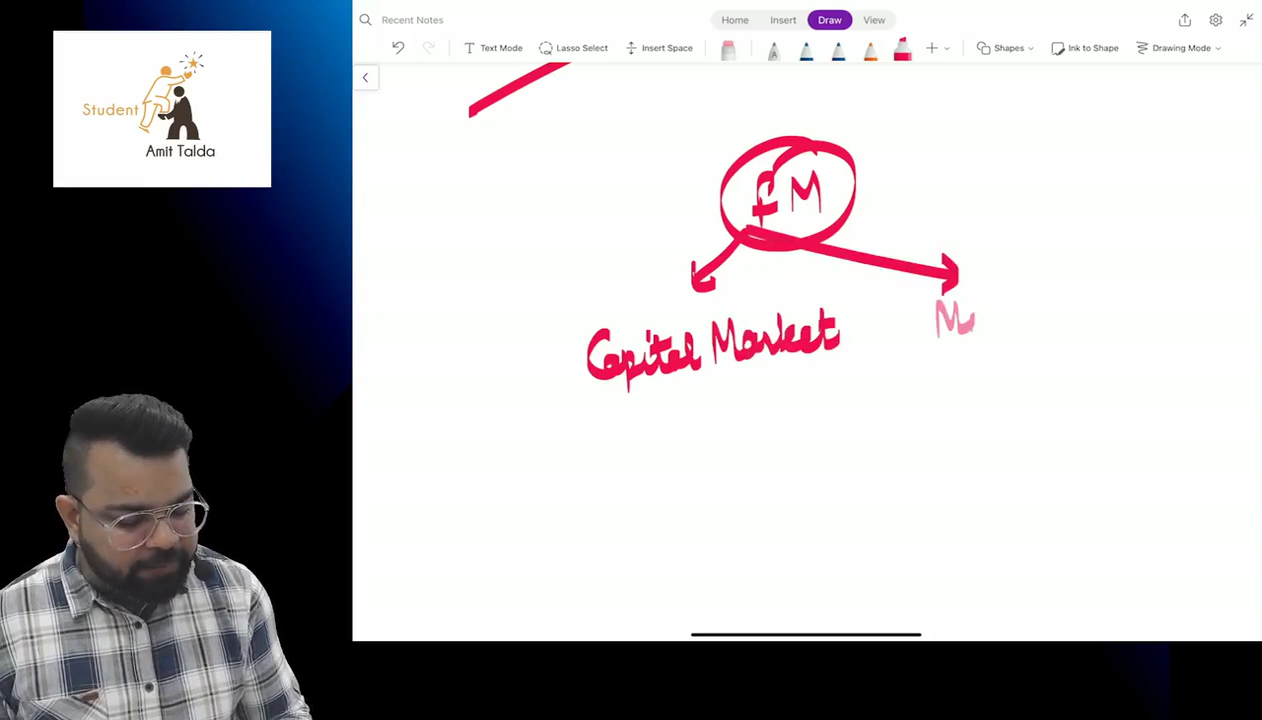 Recent Notes
Home Insert Draw View
Text Mode Lasso Select Insert Space A Shapes Ink to Shape Drawing Mode
Student
Amit Talda
FM
Capital Market
M